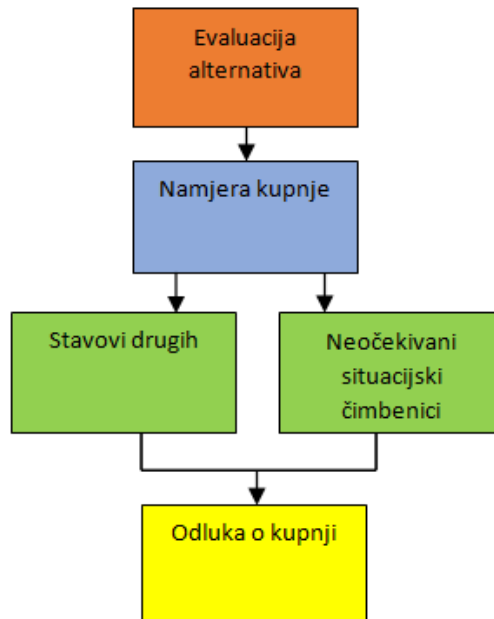 Evaluacija
alternativa
Namjera kupnje
Stavovi drugih
Neočekivani
situacijski
čimbenici
Odluka o kupnji